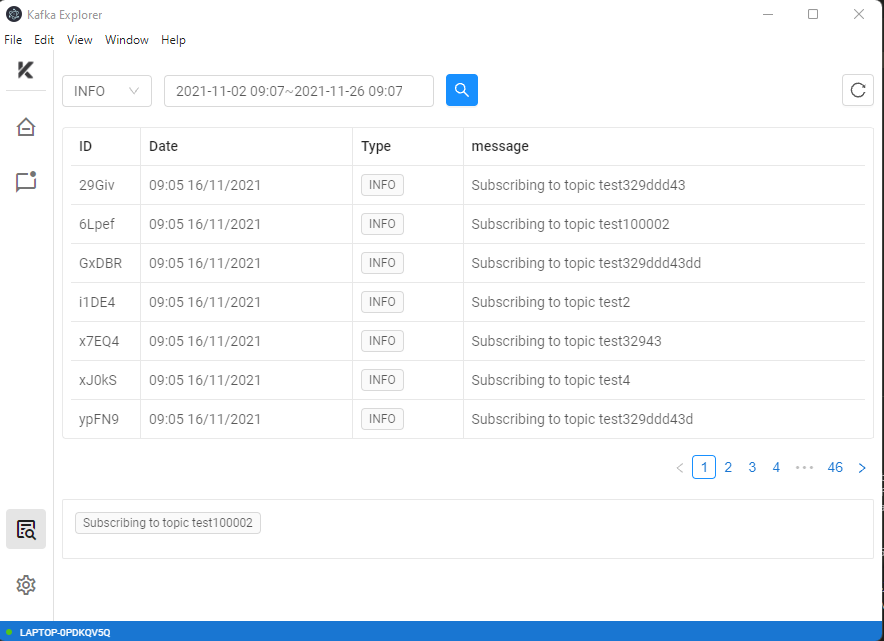 Kafka Explorer
File Edit View Window Help
INFO 2021-11-02 09:07~2021-11-26 09:07
ID Date Type message
29Giv 09:05 16/11/2021 INFO Subscribing to topic test329ddd43
6Lpef 09:05 16/11/2021 INFO Subscribing to topic test100002
GxDBR 09:05 16/11/2021 INFO Subscribing to topic test329ddd43dd
i1DE4 09:05 16/11/2021 INFO Subscribing to topic test2
x7EQ4 09:05 16/11/2021 INFO Subscribing to topic test32943
xJ0kS 09:05 16/11/2021 INFO Subscribing to topic test4
ypFN9 09:05 16/11/2021 INFO Subscribing to topic test329ddd43d
< 1 2 3 4 ••• 46 >
Subscribing to topic test100002
LAPTOP-0PDKQV5Q